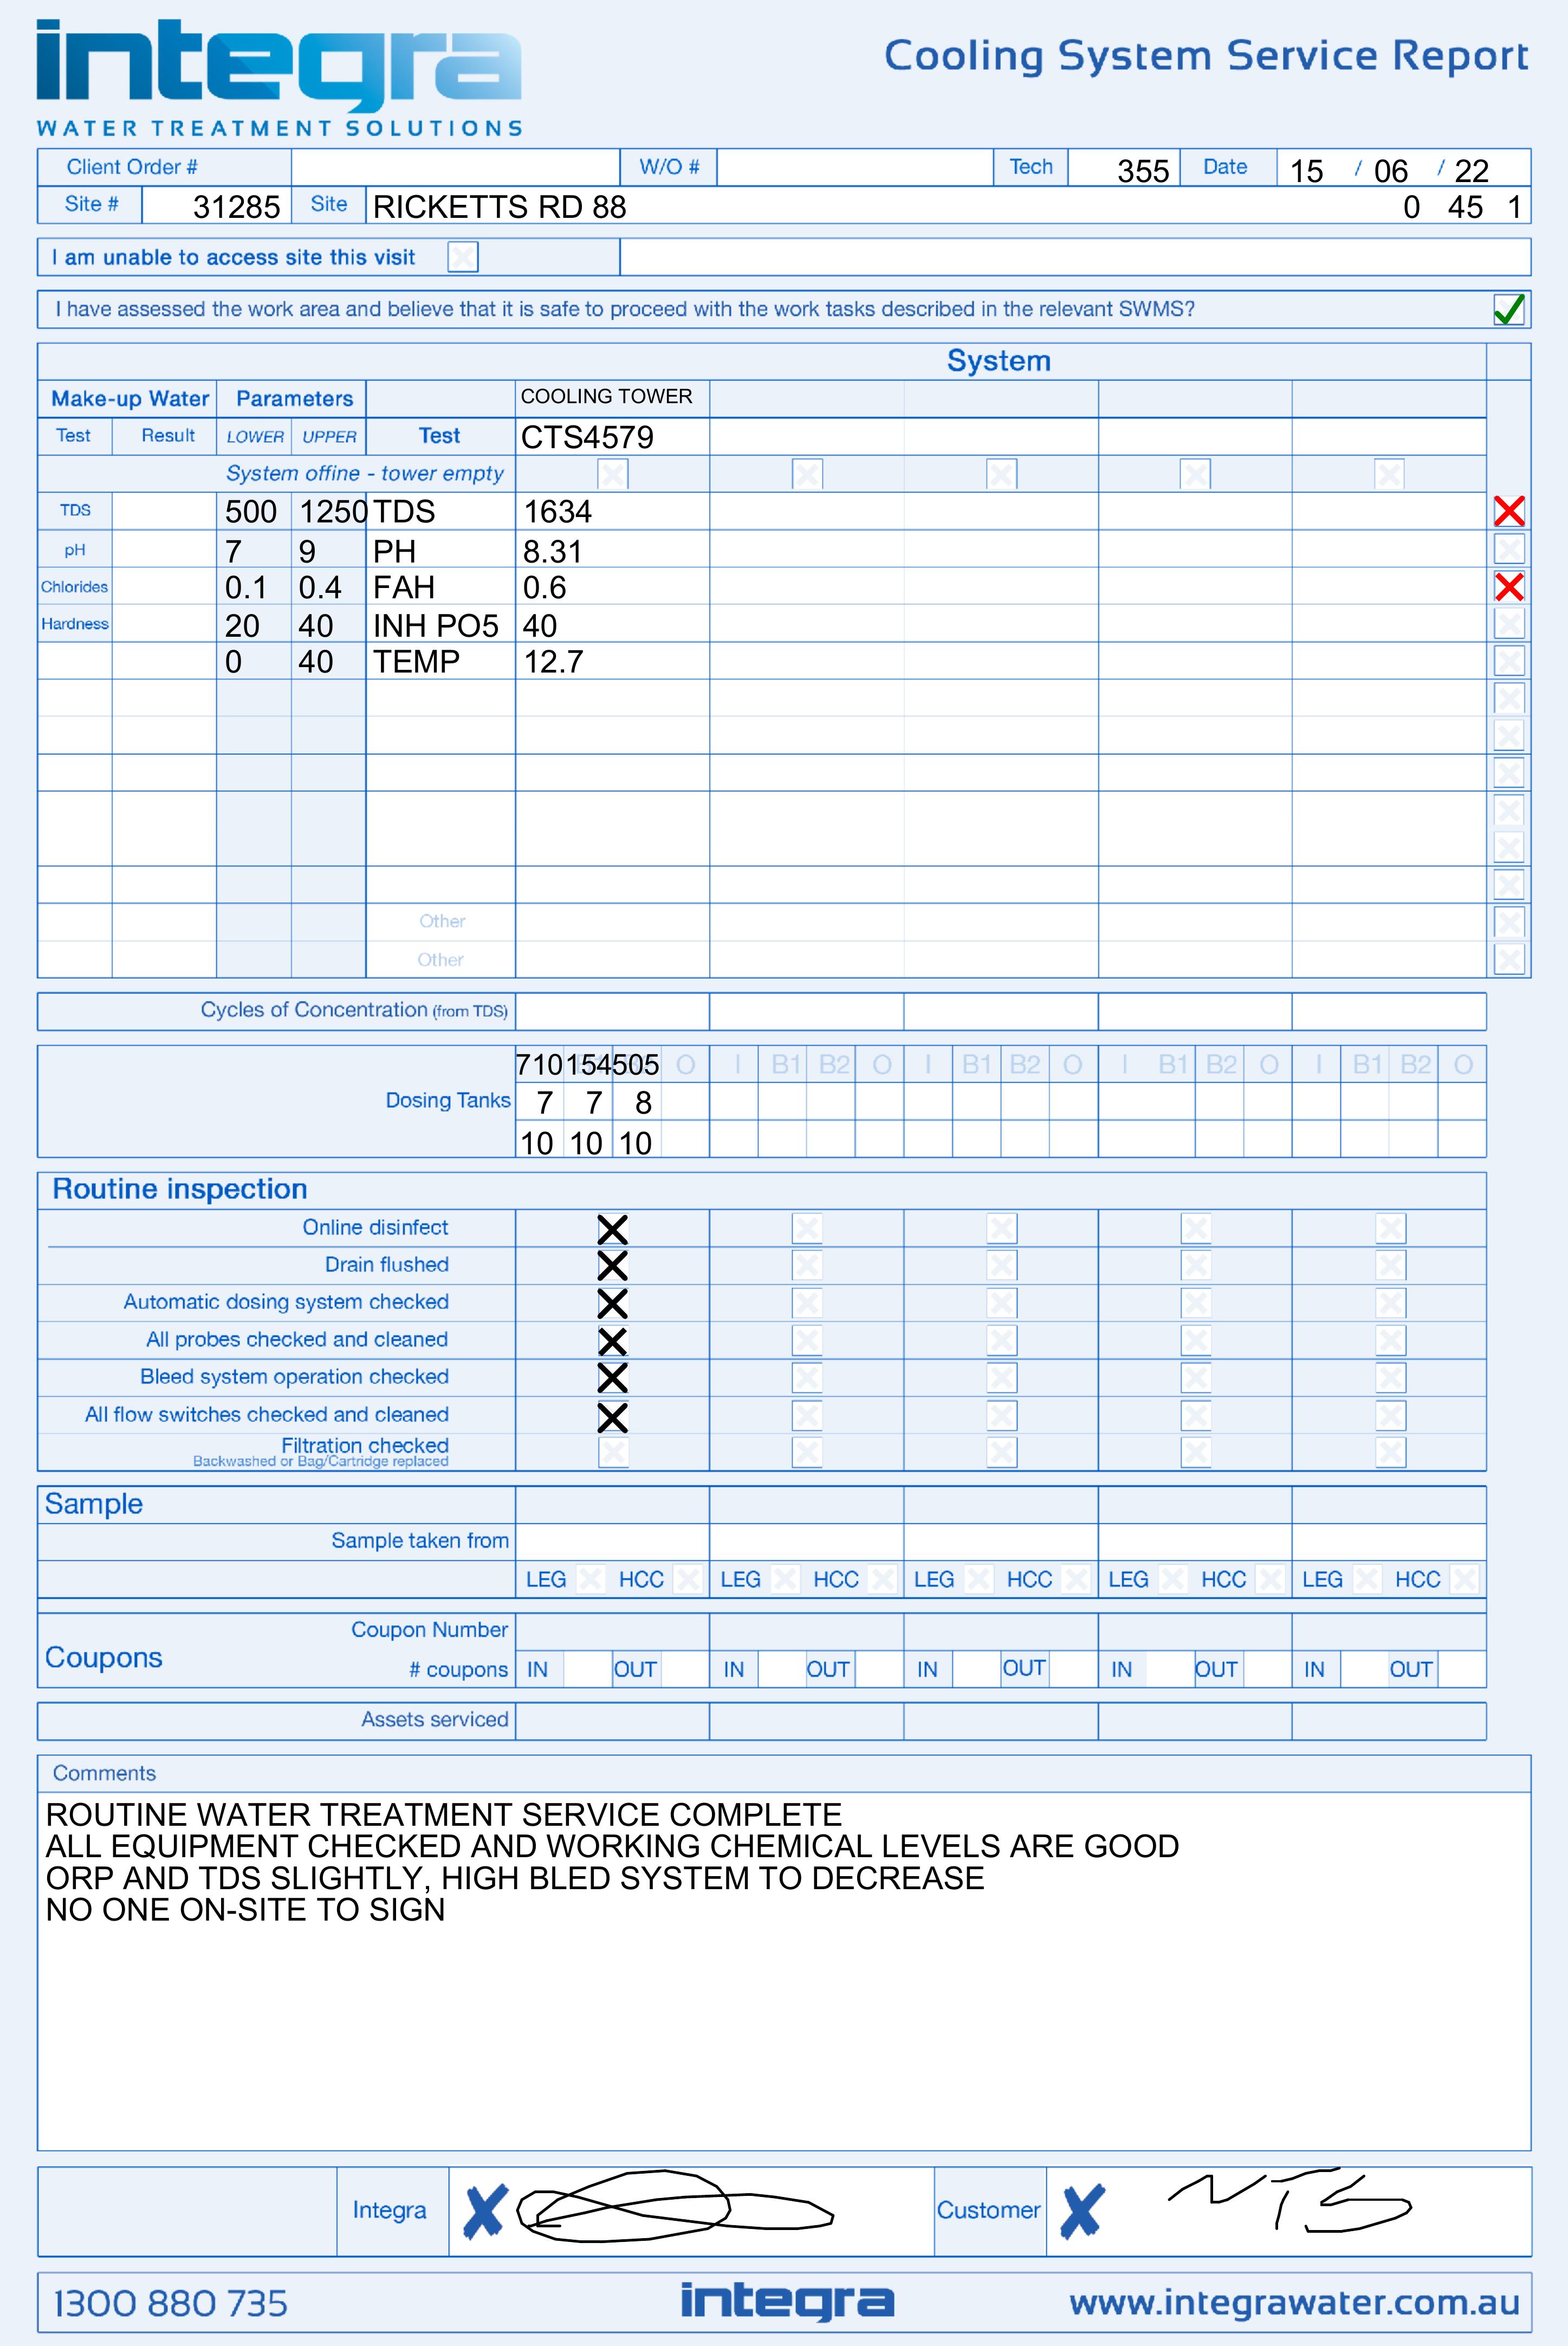 integra
WATER TREATMENT SOLUTIONS
Cooling System Service Report
Client Order # W/O # Tech 355 Date 15 / 06 / 22
Site # 31285 Site RICKETTS RD 88 0 45 1
I am unable to access site this visit
I have assessed the work area and believe that it is safe to proceed with the work tasks described in the relevant SWMS?
System
Make-up Water Parameters COOLING TOWER
Test Result LOWER UPPER Test CTS4579
System offine - tower empty
TDS 500 1250 TDS 1634
pH 7 9 PH 8.31
Chlorides 0.1 0.4 FAH 0.6
Hardness 20 40 INH PO5 40
0 40 TEMP 12.7
Other
Other
Cycles of Concentration (from TDS)
710 154 505 O I B1 B2 O I B1 B2 O I B1 B2 O I B1 B2 O
Dosing Tanks 7 7 8
10 10 10
Routine inspection
Online disinfect
Drain flushed
Automatic dosing system checked
All probes checked and cleaned
Bleed system operation checked
All flow switches checked and cleaned
Filtration checked
Backwashed or Bag/Cartridge replaced
Sample
Sample taken from
LEG HCC LEG HCC LEG HCC LEG HCC LEG HCC
Coupon Number
Coupons # coupons IN OUT IN OUT IN OUT IN OUT IN OUT
Assets serviced
Comments
ROUTINE WATER TREATMENT SERVICE COMPLETE
ALL EQUIPMENT CHECKED AND WORKING CHEMICAL LEVELS ARE GOOD
ORP AND TDS SLIGHTLY, HIGH BLED SYSTEM TO DECREASE
NO ONE ON-SITE TO SIGN
Integra Customer NTS
1300 880 735 integra www.integrawater.com.au